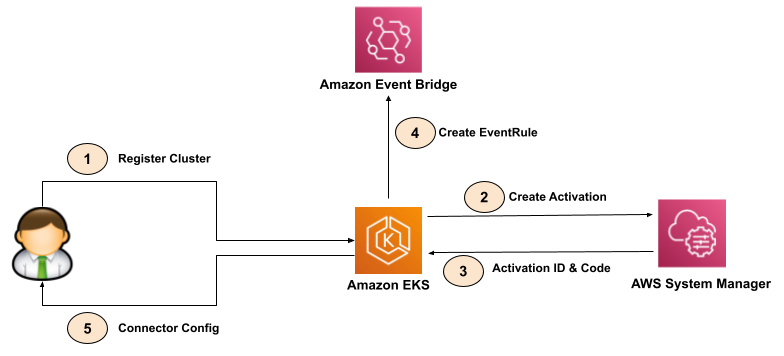 Amazon Event Bridge
4 Create EventRule
1 Register Cluster
2 Create Activation
K
Amazon EKS
3 Activation ID & Code
AWS System Manager
5 Connector Config